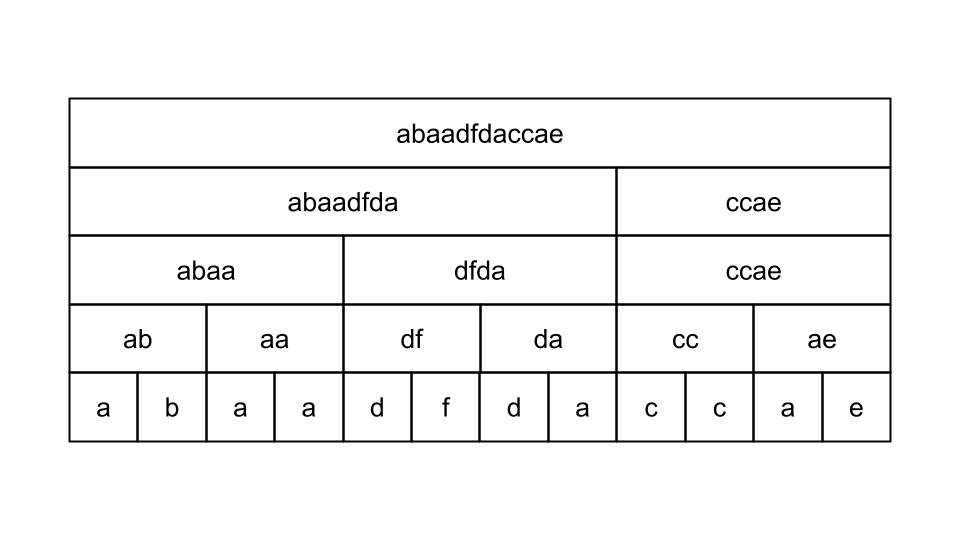 abaadfdaccae
abaadfda ccae
abaa dfda ccae
ab aa df da cc ae
a b a a d f d a c c a e